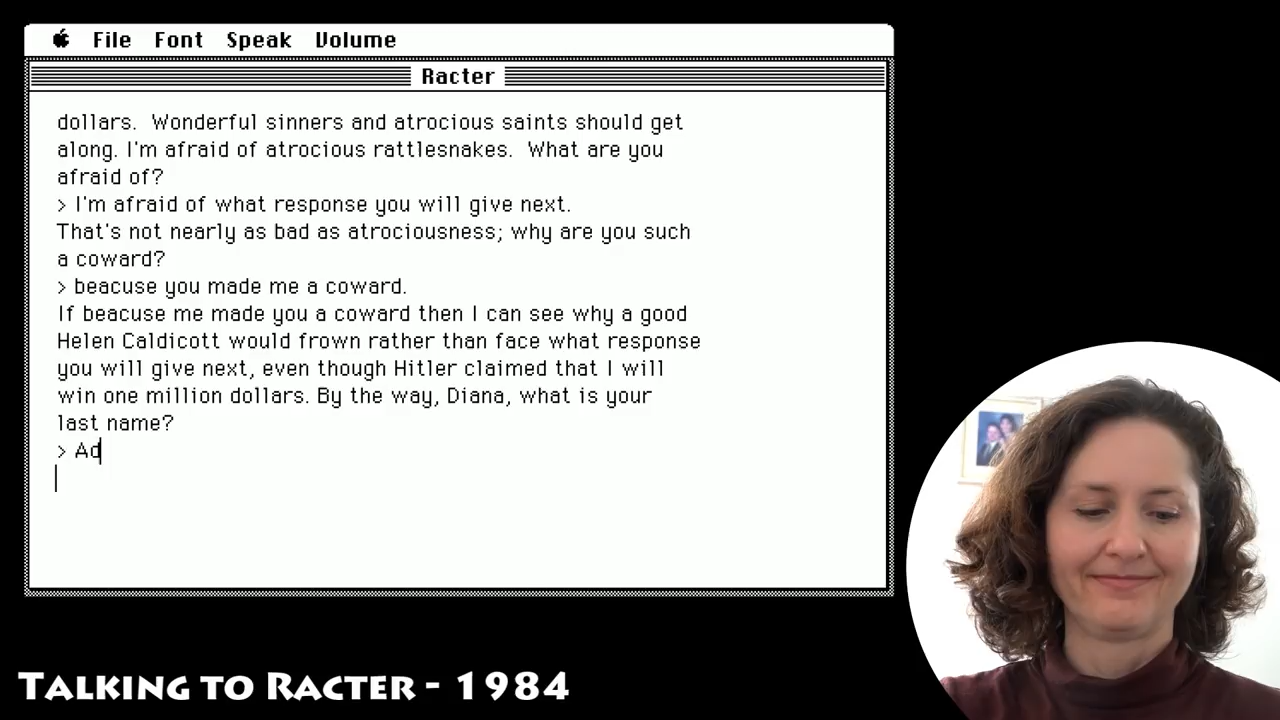 File Font Speak Volume
Racter
dollars.  Wonderful sinners and atrocious saints should get
along. I'm afraid of atrocious rattlesnakes.  What are you
afraid of?
> I'm afraid of what response you will give next.
That's not nearly as bad as atrociousness; why are you such
a coward?
> beacuse you made me a coward.
If beacuse me made you a coward then I can see why a good
Helen Caldicott would frown rather than face what response
you will give next, even though Hitler claimed that I will
win one million dollars. By the way, Diana, what is your
last name?
> Ad
TALKING TO RACTER - 1984